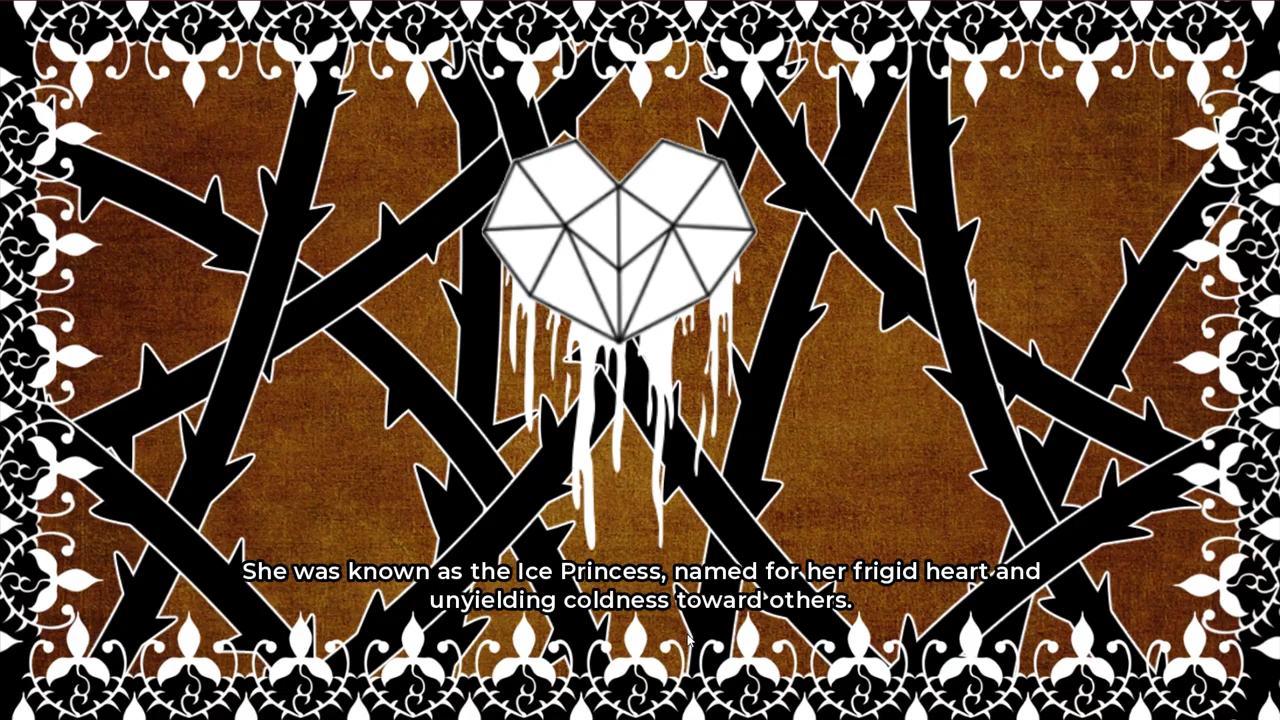 She was known as the Ice Princess, named for her frigid heart and
unyielding coldness toward others.